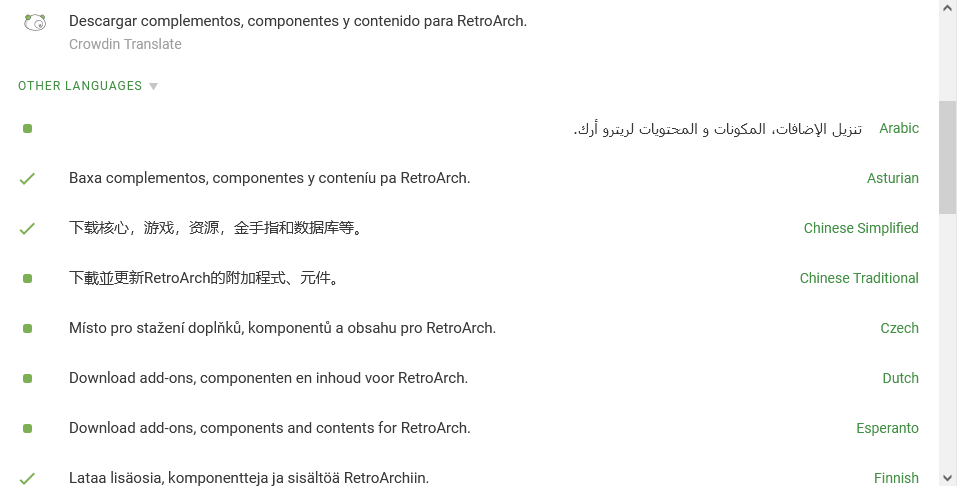 Descargar complementos, componentes y contenido para RetroArch.
Crowdin Translate
OTHER LANGUAGES
تنزيل الإضافات، المكونات و المحتويات لريترو أرك. Arabic
Baxa complementos, componentes y conteníu pa RetroArch. Asturian
下载核心，游戏，资源，金手指和数据库等。 Chinese Simplified
下載並更新RetroArch的附加程式、元件。 Chinese Traditional
Místo pro stažení doplňků, komponentů a obsahu pro RetroArch. Czech
Download add-ons, componenten en inhoud voor RetroArch. Dutch
Download add-ons, components and contents for RetroArch. Esperanto
Lataa lisäosia, komponentteja ja sisältöä RetroArchiin. Finnish